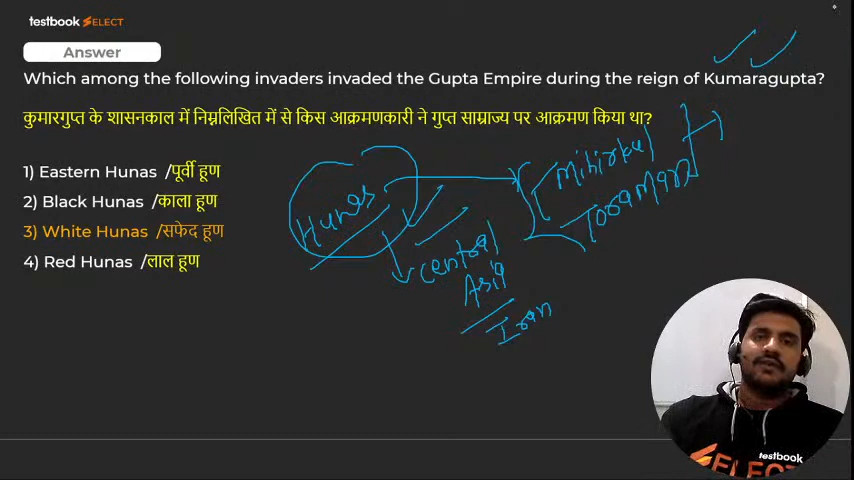 testbook SELECT
Answer
Which among the following invaders invaded the Gupta Empire during the reign of Kumaragupta?
कुमारगुप्त के शासनकाल में निम्नलिखित में से किस आक्रमणकारी ने गुप्त साम्राज्य पर आक्रमण किया था?
1) Eastern Hunas /पूर्वी हूण
2) Black Hunas /काला हूण
3) White Hunas /सफेद हूण
4) Red Hunas /लाल हूण
Hunas
Mihirkul
Toraman
Central
Asia
Iran
testbook
SELECT